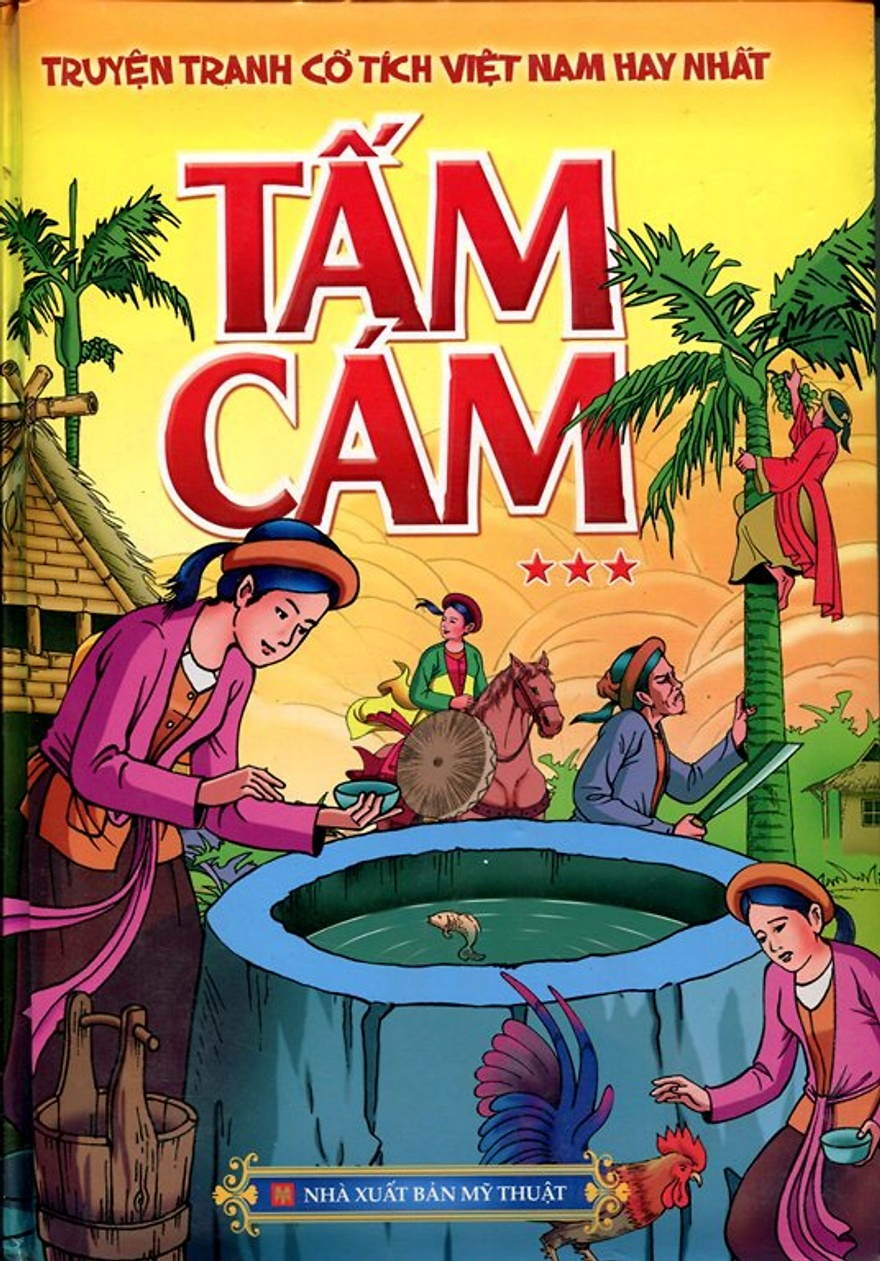 TRUYỆN TRANH CỔ TÍCH VIỆT NAM HAY NHẤT
TẤM
CÁM
NHÀ XUẤT BẢN MỸ THUẬT